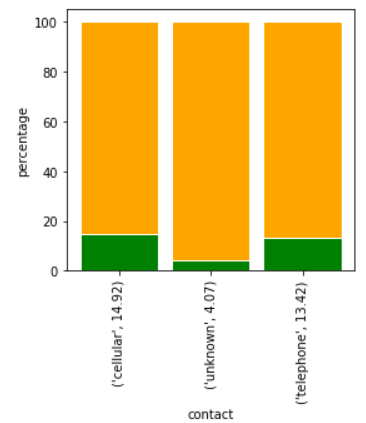 100
80
60
40
20
0
percentage
('cellular', 14.92)
('unknown', 4.07)
('telephone', 13.42)
contact